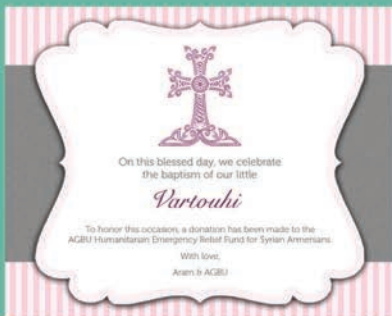 On this blessed day, we celebrate
the baptism of our little
Vartouhi
To honor this occasion, a donation has been made to the
AGBU Humanitarian Emergency Relief Fund for Syrian Armenians.
With love,
Aram & AGBU